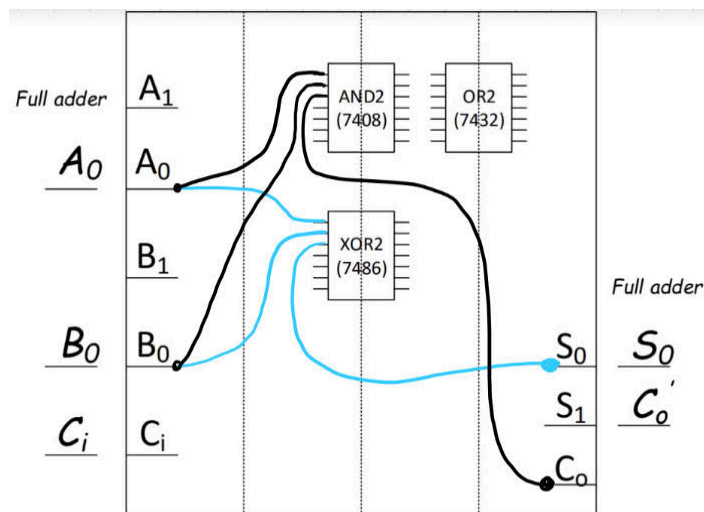 Full adder
A₁
AND2
(7408)
OR2
(7432)
A₀
A₀
XOR2
(7486)
B₁
Full adder
B₀
B₀
S₀
S₀
S₁
Cₒ'
Cᵢ
Cᵢ
Cₒ